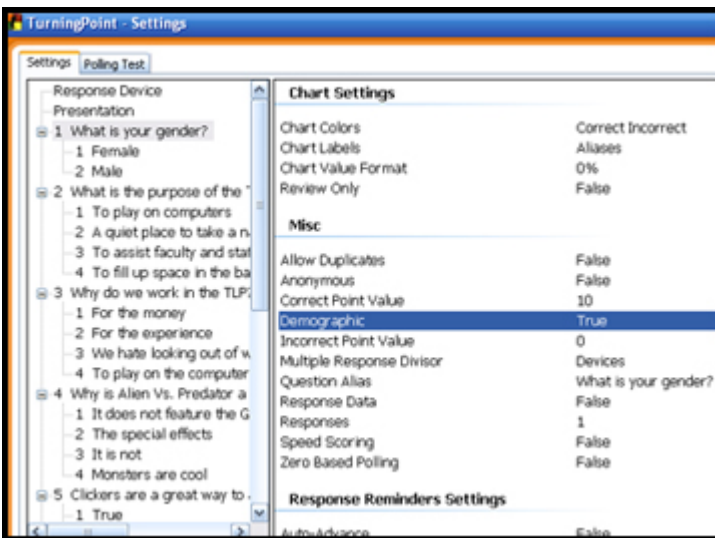 TurningPoint - Settings
Settings
Polling Test
Response Device
Presentation
1 What is your gender?
1 Female
2 Male
2 What is the purpose of the
1 To play on computers
2 A quiet place to take a
3 To assist faculty and
4 To fill up space in the
3 Why do we work in the
1 For the money
2 For the experience
3 We hate looking out of
4 To play on the computer
4 Why is Alien Vs. Predator a
1 It does not feature the
2 The special effects
3 It is not
4 Monsters are cool
5 Clickers are a great way to
1 True
Chart Settings
Chart Colors Correct Incorrect
Chart Labels Aliases
Chart Value Format 0%
Review Only False
Misc
Allow Duplicates False
Anonymous False
Correct Point Value 10
Demographic True
Incorrect Point Value 0
Multiple Response Divisor Devices
Question Alias What is your gender?
Response Data False
Responses 1
Speed Scoring False
Zero Based Polling False
Response Reminders Settings
Auto-Advance False